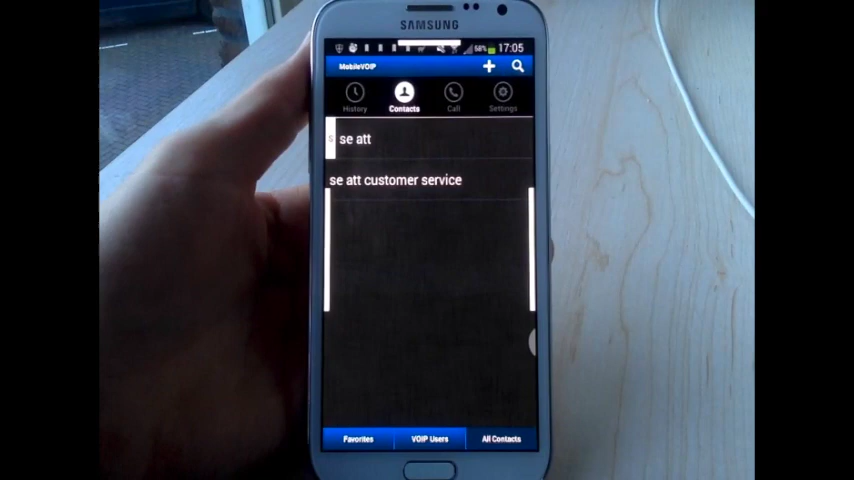 SAMSUNG
58% 17:05
MobileVOIP
History Contacts Call Settings
S
se att
se att customer service
Favorites VOIP Users All Contacts